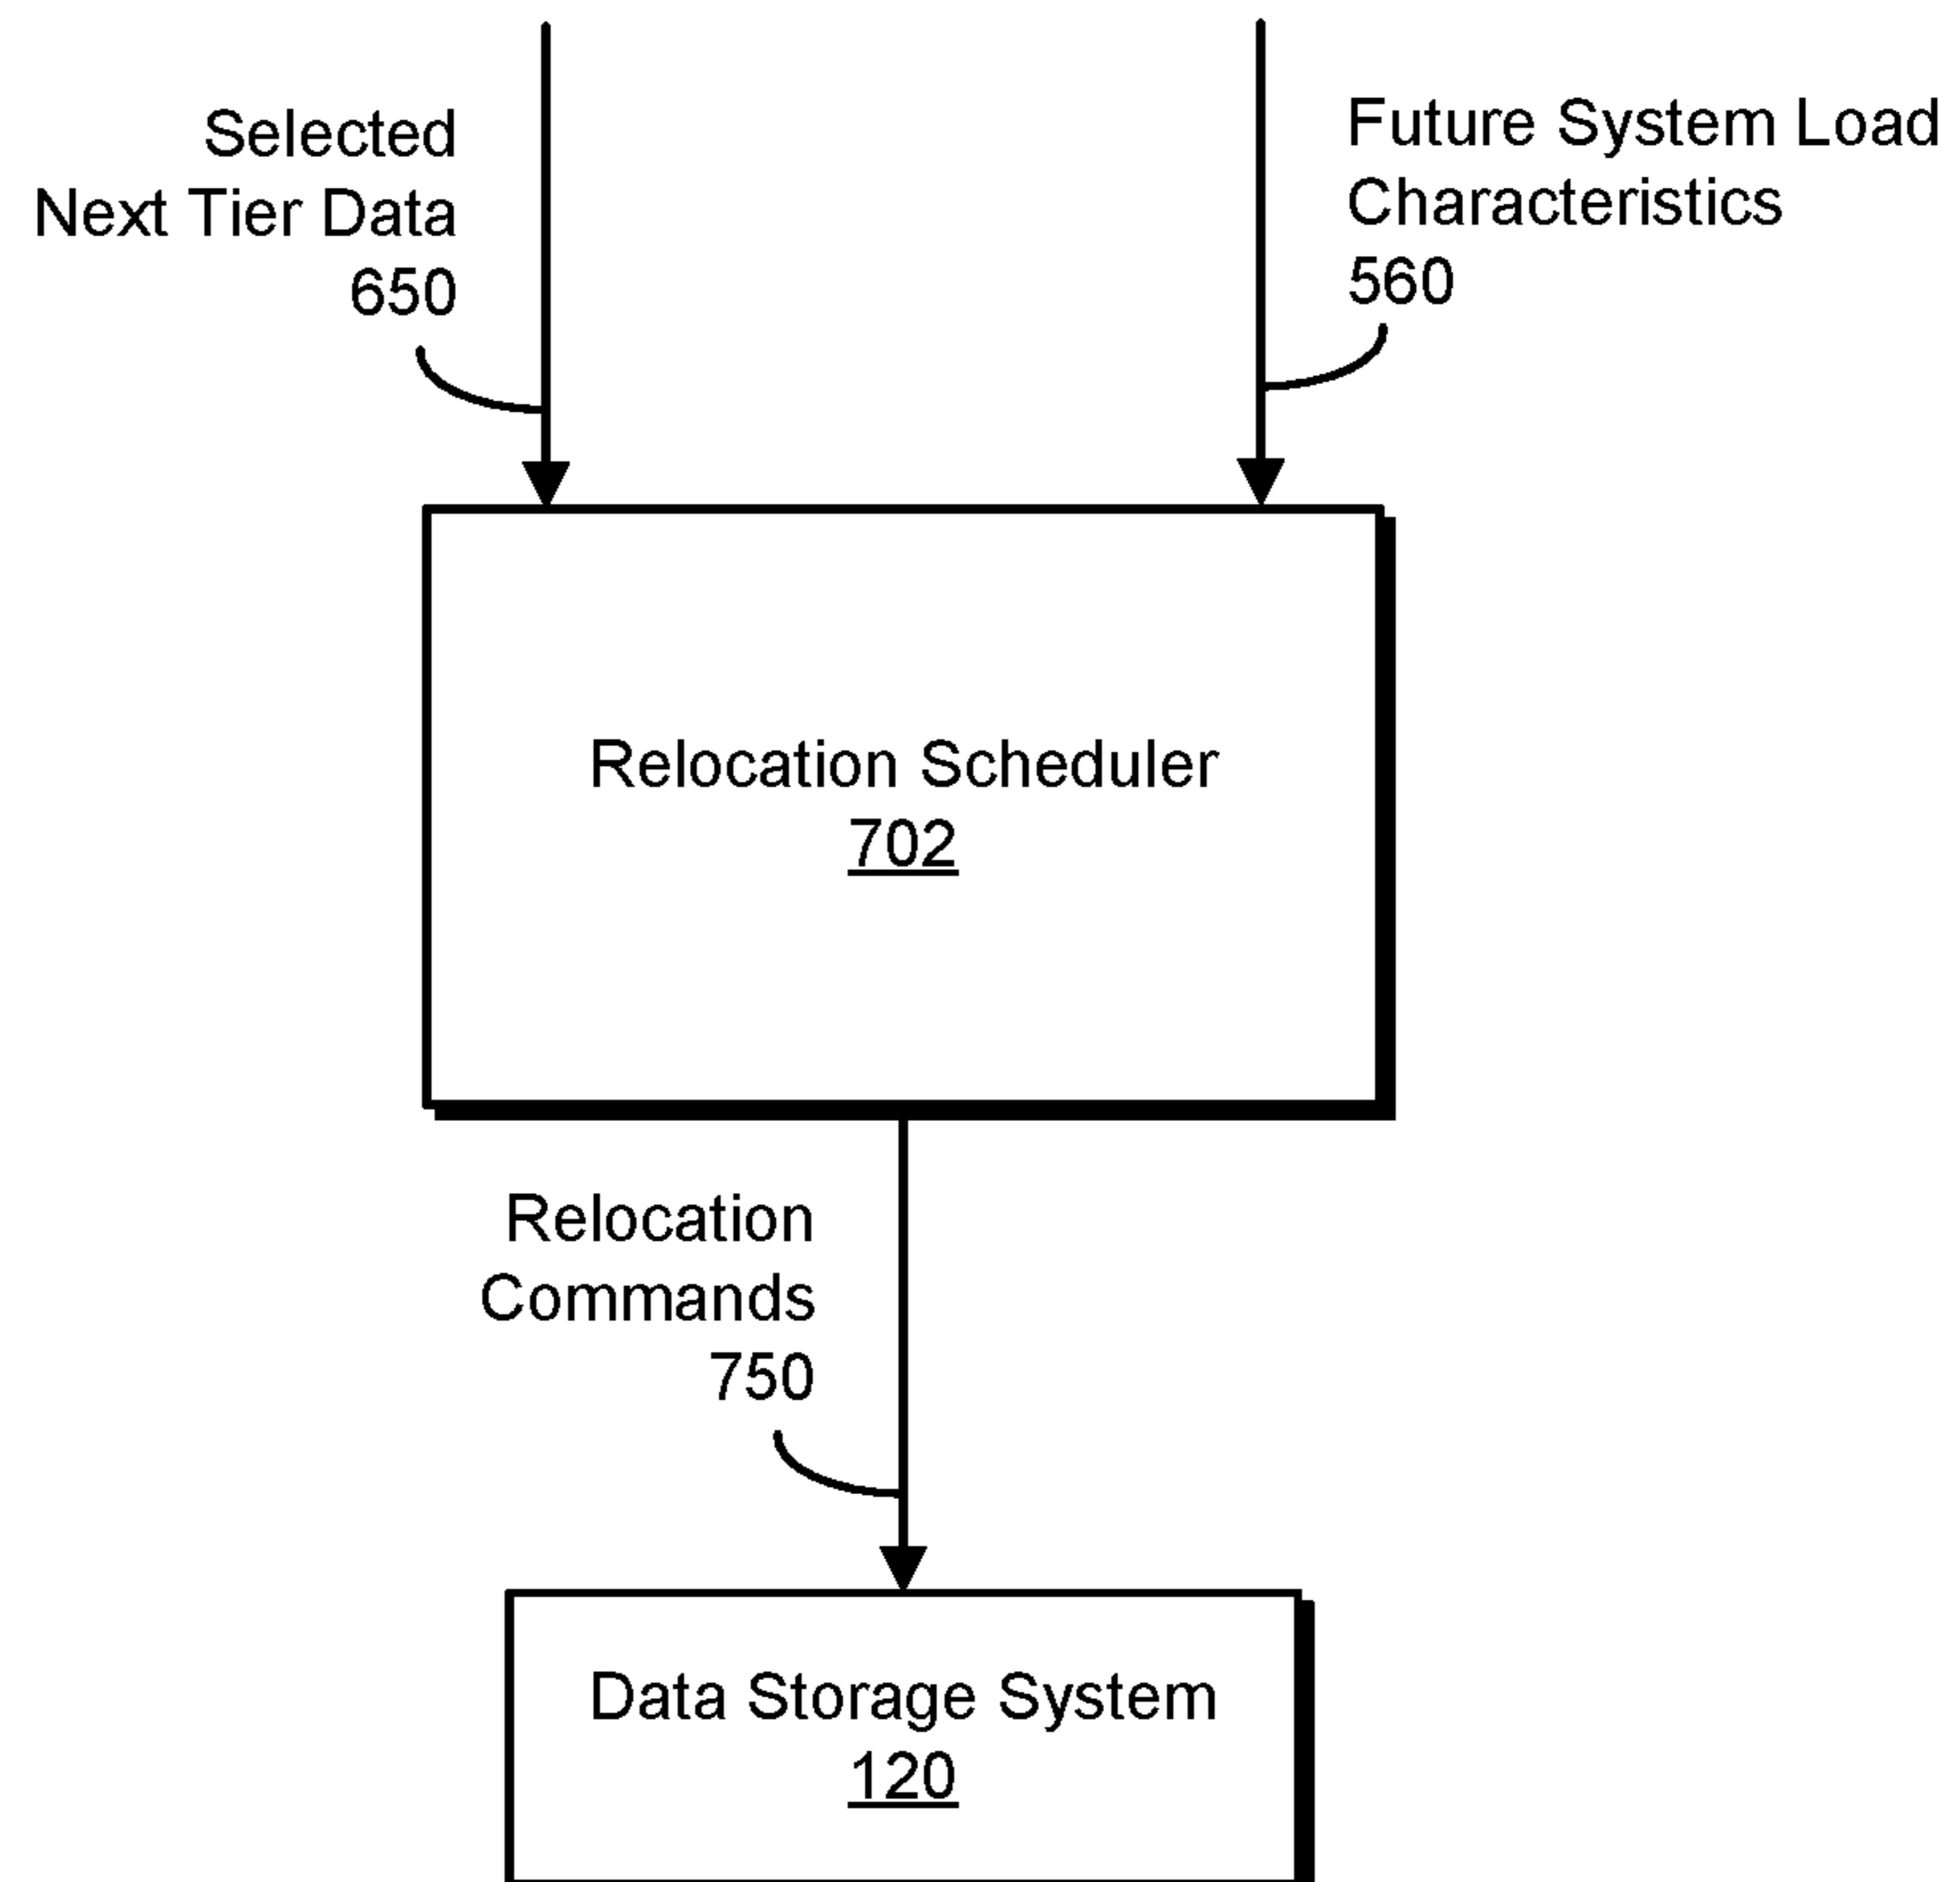 Selected
Next Tier Data
650
Future System Load
Characteristics
560
Relocation Scheduler
702
Relocation
Commands
750
Data Storage System
120